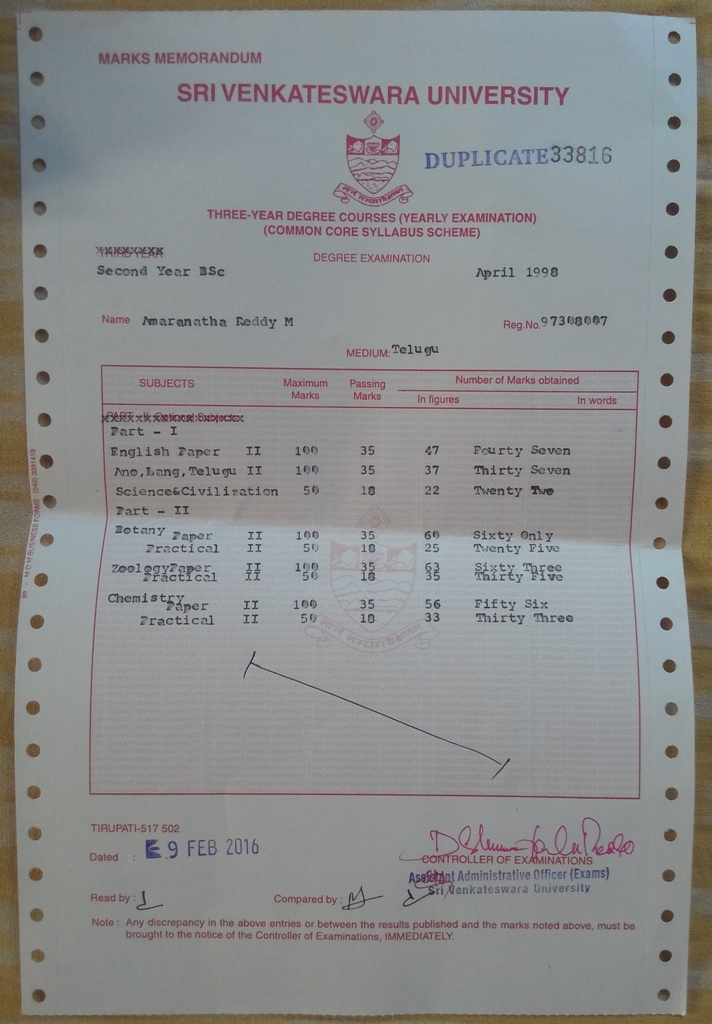 MARKS MEMORANDUM
SRI VENKATESWARA UNIVERSITY
DUPLICATE 33816
THREE-YEAR DEGREE COURSES (YEARLY EXAMINATION)
(COMMON CORE SYLLABUS SCHEME)
THIRD YEAR
DEGREE EXAMINATION
Second Year BSc April 1998
Name Amaranatha Reddy M Reg.No. 97308007
MEDIUM: Telugu
SUBJECTS Maximum Marks Passing Marks Number of Marks obtained
In figures In words
Part - I
English Paper II 100 35 47 Fourty Seven
Ano,Lang,Telugu II 100 35 37 Thirty Seven
Science&Civilization 50 18 22 Twenty Two
Part - II
Botany Paper II 100 35 60 Sixty Only
Practical II 50 18 25 Twenty Five
Zoology Paper II 100 35 63 Sixty Three
Practical II 50 18 35 Thirty Five
Chemistry
Paper II 100 35 56 Fifty Six
Practical II 50 18 33 Thirty Three
TIRUPATI-517 502
Dated : 9 FEB 2016
CONTROLLER OF EXAMINATIONS
Assistant Administrative Officer (Exams)
Sri Venkateswara University
Read by : Compared by :
Note : Any discrepancy in the above entries or between the results published and the marks noted above, must be
brought to the notice of the Controller of Examinations, IMMEDIATELY.